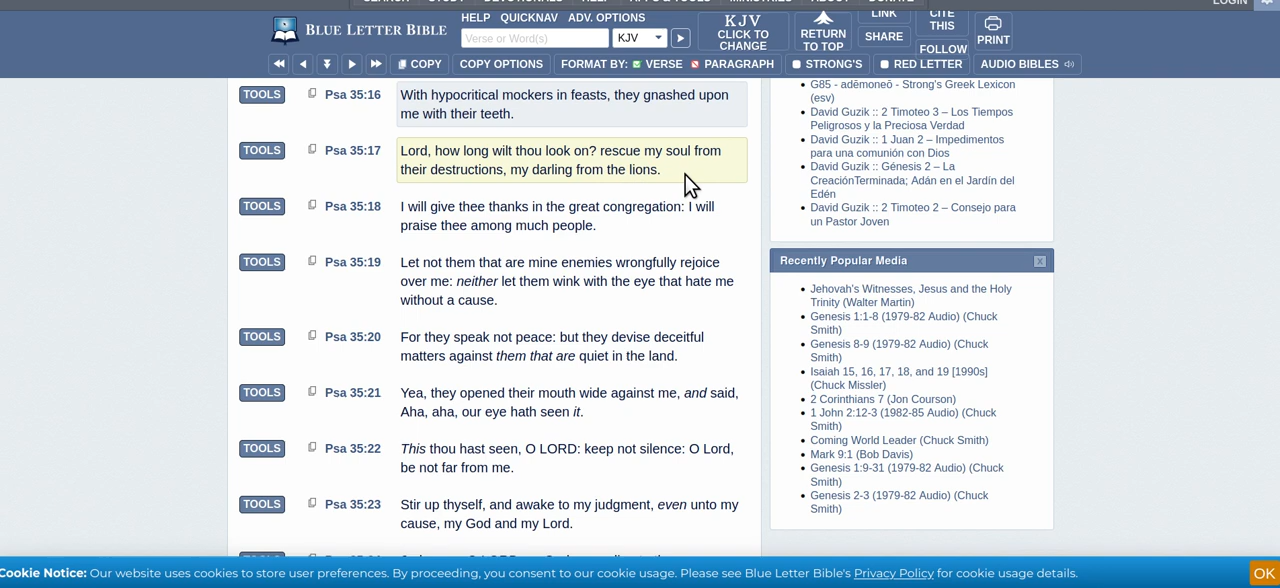 HELP QUICKNAV ADV. OPTIONS
BLUE LETTER BIBLE
Verse or Word(s)
KJV
KJV
CLICK TO
CHANGE
RETURN
TO TOP
LINK
SHARE
CITE
THIS
FOLLOW
PRINT
LOGIN
COPY
COPY OPTIONS
FORMAT BY: VERSE PARAGRAPH
STRONG'S
RED LETTER
AUDIO BIBLES
TOOLS Psa 35:16 With hypocritical mockers in feasts, they gnashed upon
me with their teeth.
TOOLS Psa 35:17 Lord, how long wilt thou look on? rescue my soul from
their destructions, my darling from the lions.
TOOLS Psa 35:18 I will give thee thanks in the great congregation: I will
praise thee among much people.
TOOLS Psa 35:19 Let not them that are mine enemies wrongfully rejoice
over me: neither let them wink with the eye that hate me
without a cause.
TOOLS Psa 35:20 For they speak not peace: but they devise deceitful
matters against them that are quiet in the land.
TOOLS Psa 35:21 Yea, they opened their mouth wide against me, and said,
Aha, aha, our eye hath seen it.
TOOLS Psa 35:22 This thou hast seen, O LORD: keep not silence: O Lord,
be not far from me.
TOOLS Psa 35:23 Stir up thyself, and awake to my judgment, even unto my
cause, my God and my Lord.
G85 - adēmoneō - Strong's Greek Lexicon
(esv)
David Guzik :: 2 Timoteo 3 – Los Tiempos
Peligrosos y la Preciosa Verdad
David Guzik :: 1 Juan 2 – Impedimentos
para una comunión con Dios
David Guzik :: Génesis 2 – La
CreaciónTerminada; Adán en el Jardín del
Edén
David Guzik :: 2 Timoteo 2 – Consejo para
un Pastor Joven
Recently Popular Media x
Jehovah's Witnesses, Jesus and the Holy
Trinity (Walter Martin)
Genesis 1:1-8 (1979-82 Audio) (Chuck
Smith)
Genesis 8-9 (1979-82 Audio) (Chuck
Smith)
Isaiah 15, 16, 17, 18, and 19 [1990s]
(Chuck Missler)
2 Corinthians 7 (Jon Courson)
1 John 2:12-3 (1982-85 Audio) (Chuck
Smith)
Coming World Leader (Chuck Smith)
Mark 9:1 (Bob Davis)
Genesis 1:9-31 (1979-82 Audio) (Chuck
Smith)
Genesis 2-3 (1979-82 Audio) (Chuck
Smith)
Cookie Notice: Our website uses cookies to store user preferences. By proceeding, you consent to our cookie usage. Please see Blue Letter Bible's Privacy Policy for cookie usage details.
OK